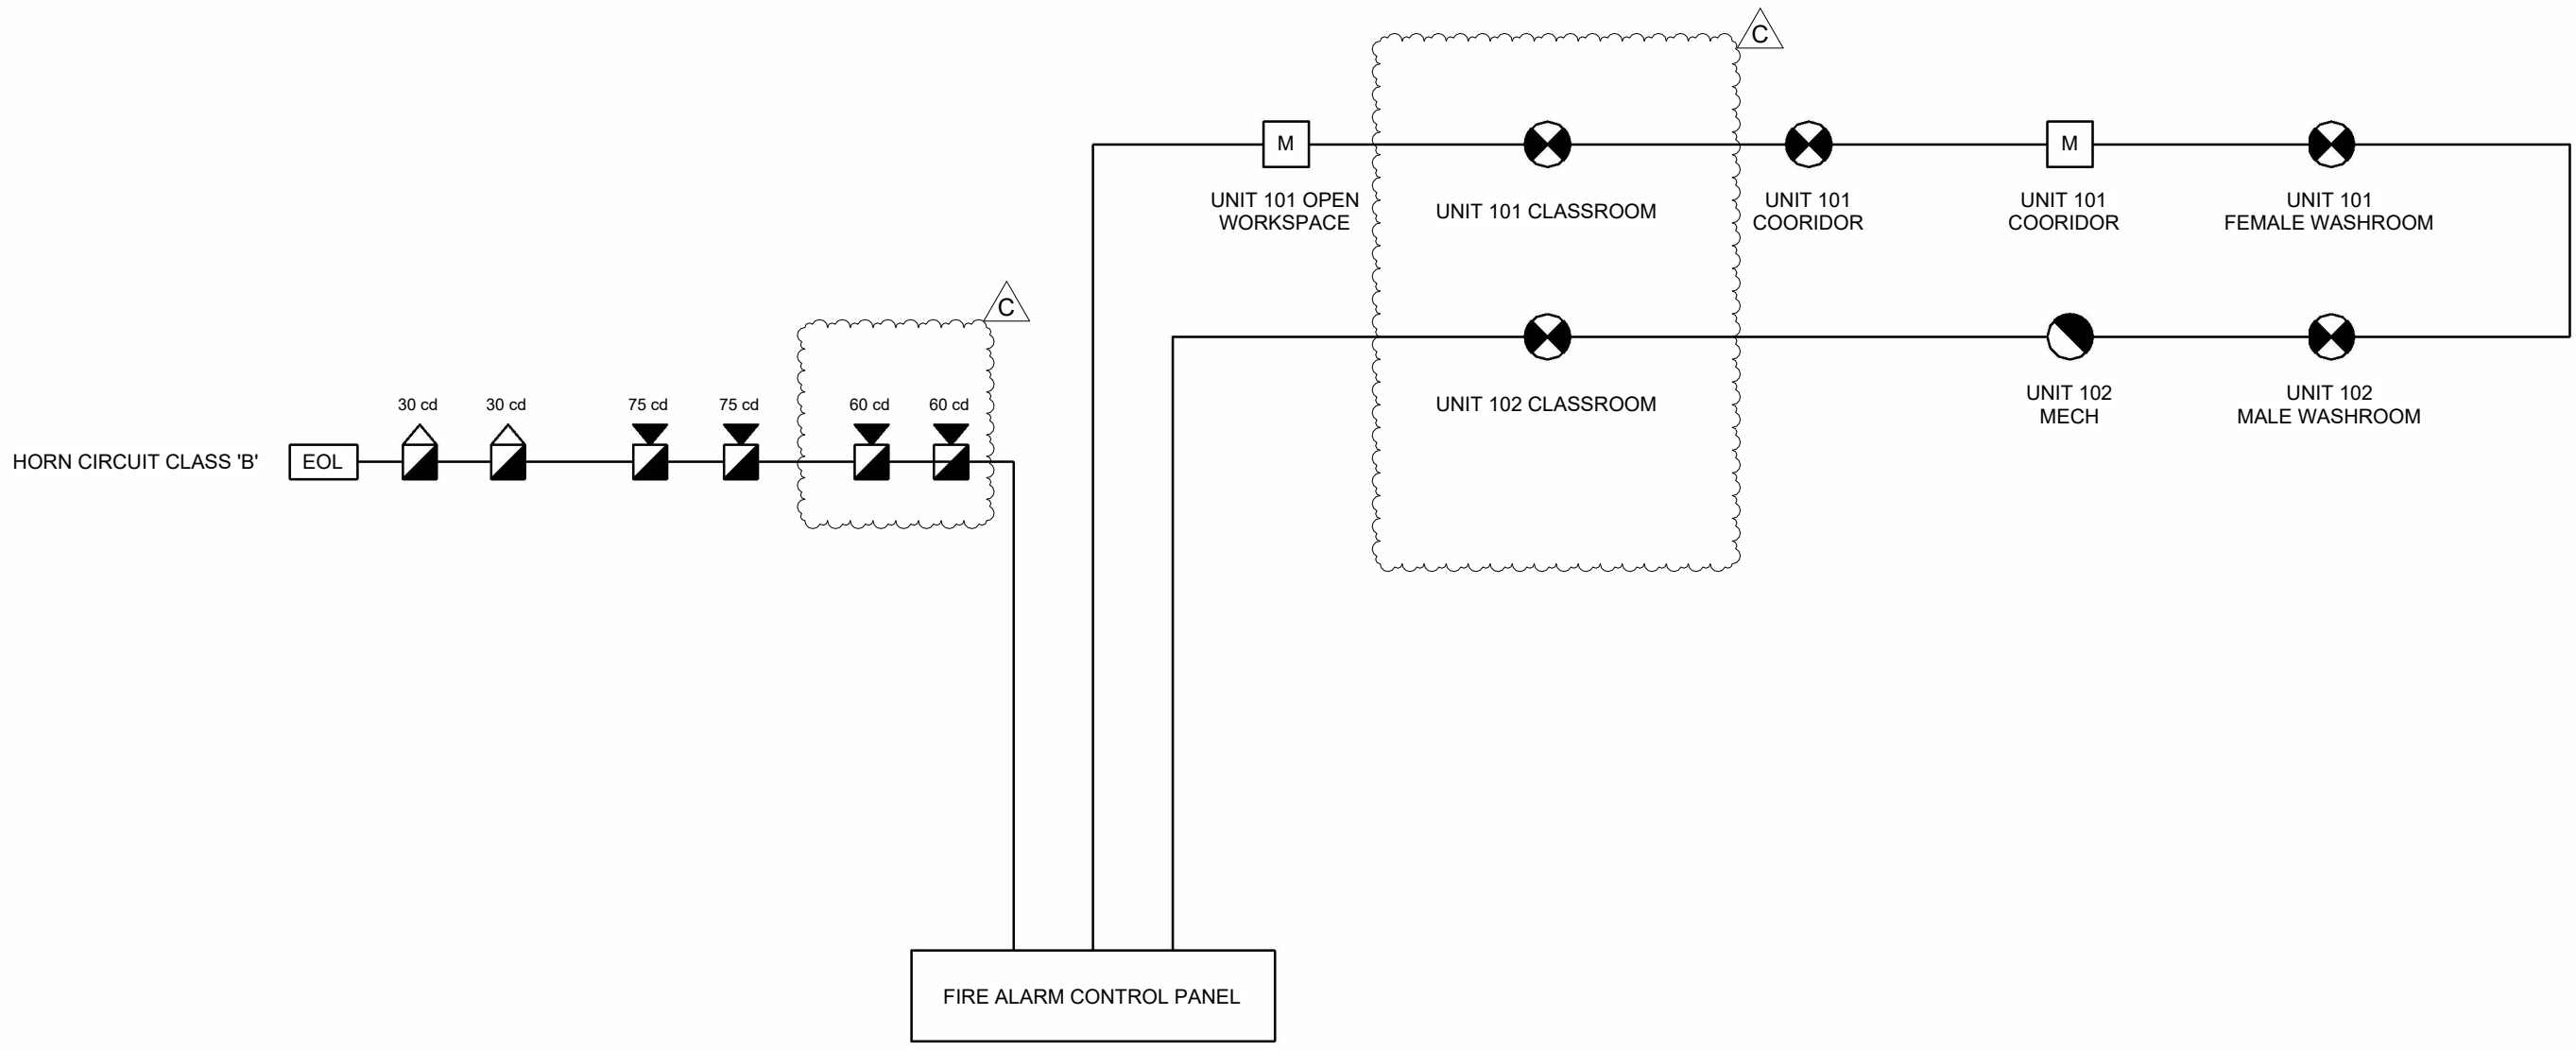 C
M
M
UNIT 101 OPEN
WORKSPACE
UNIT 101 CLASSROOM
UNIT 101
COORIDOR
UNIT 101
COORIDOR
UNIT 101
FEMALE WASHROOM
C
UNIT 102 CLASSROOM
UNIT 102
MECH
UNIT 102
MALE WASHROOM
30 cd
30 cd
75 cd
75 cd
60 cd
60 cd
HORN CIRCUIT CLASS 'B'
EOL
FIRE ALARM CONTROL PANEL